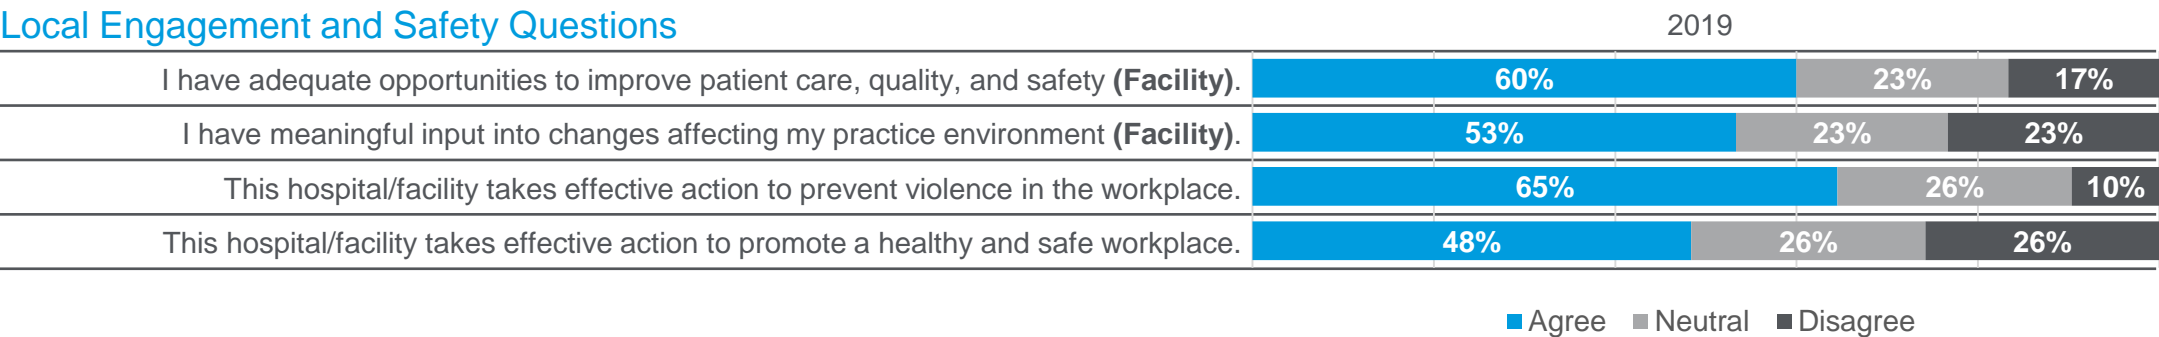 Local Engagement and Safety Questions 2019
I have adequate opportunities to improve patient care, quality, and safety (Facility). 60% 23% 17%
I have meaningful input into changes affecting my practice environment (Facility). 53% 23% 23%
This hospital/facility takes effective action to prevent violence in the workplace. 65% 26% 10%
This hospital/facility takes effective action to promote a healthy and safe workplace. 48% 26% 26%
Agree Neutral Disagree